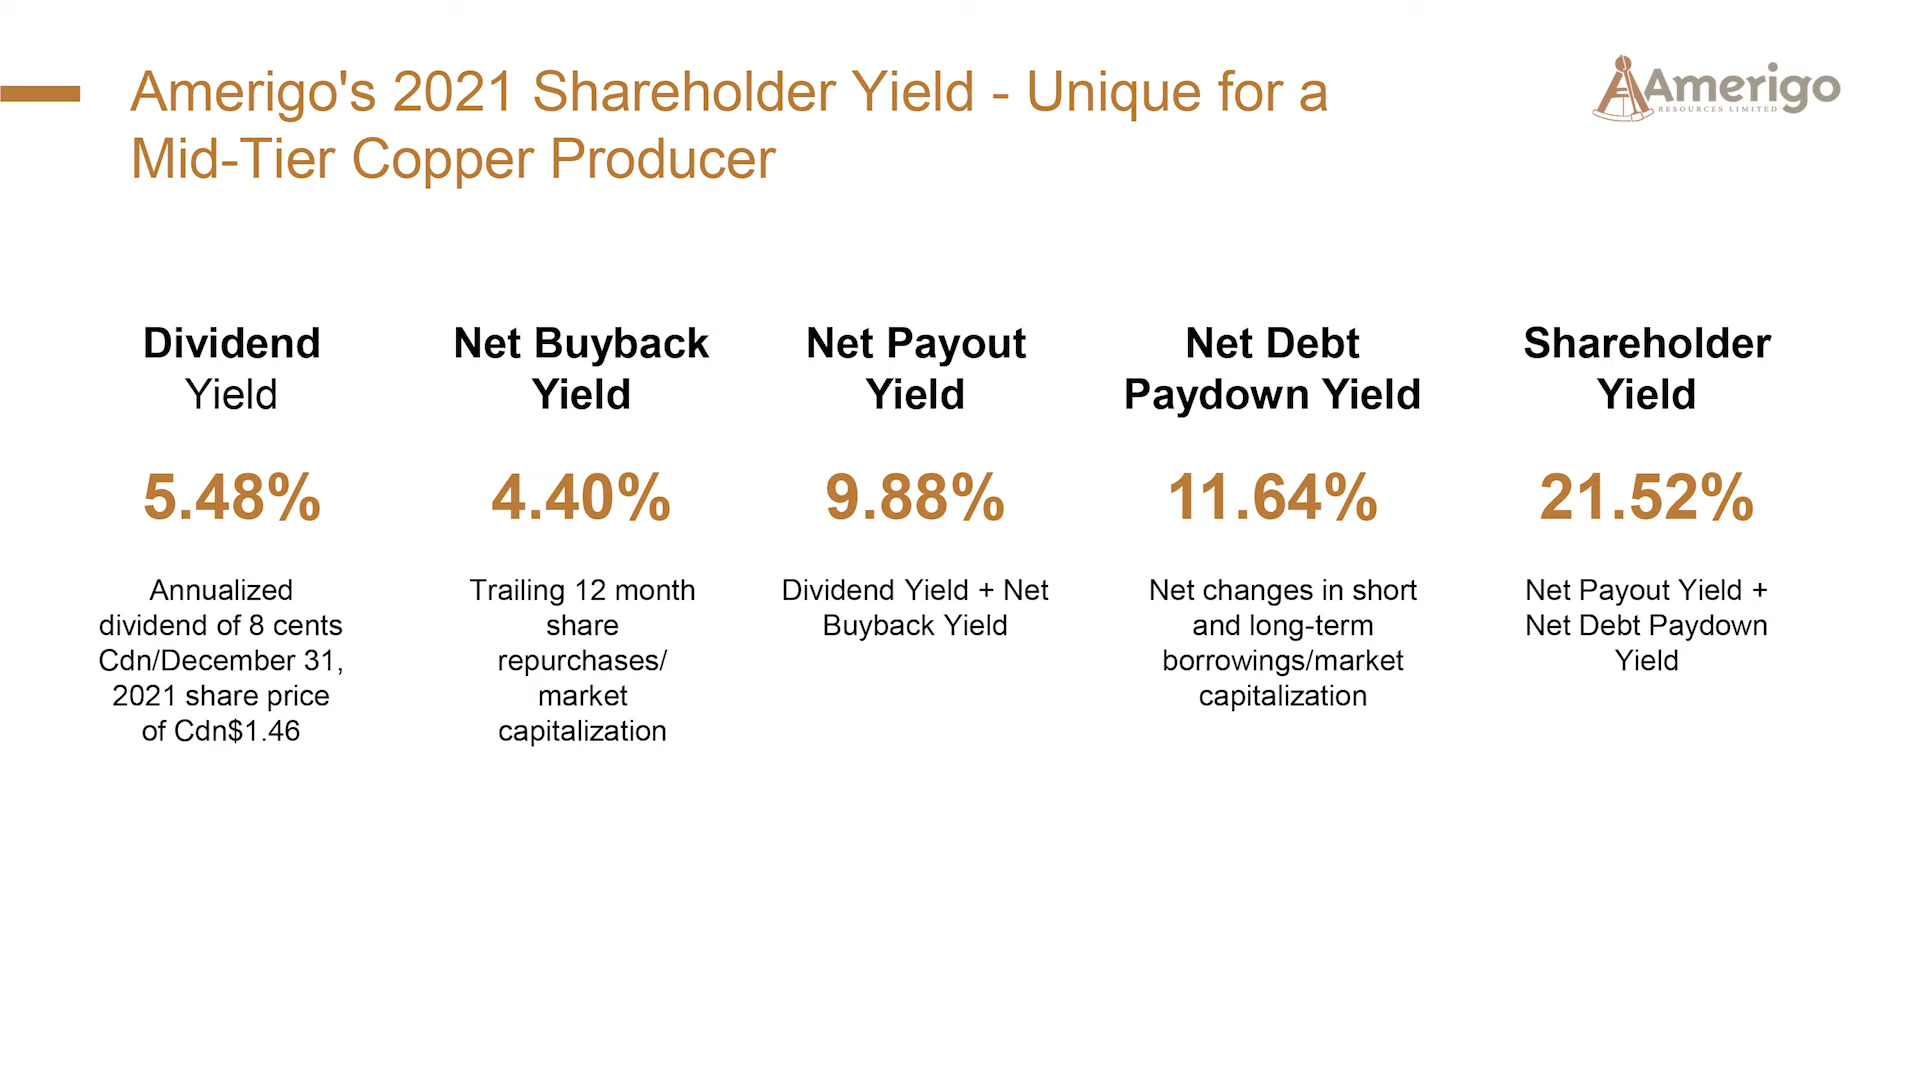 Amerigo's 2021 Shareholder Yield - Unique for a
Mid-Tier Copper Producer
Amerigo
RESOURCES LIMITED
Dividend
Yield
5.48%
Annualized
dividend of 8 cents
Cdn/December 31,
2021 share price
of Cdn$1.46
Net Buyback
Yield
4.40%
Trailing 12 month
share
repurchases/
market
capitalization
Net Payout
Yield
9.88%
Dividend Yield + Net
Buyback Yield
Net Debt
Paydown Yield
11.64%
Net changes in short
and long-term
borrowings/market
capitalization
Shareholder
Yield
21.52%
Net Payout Yield +
Net Debt Paydown
Yield